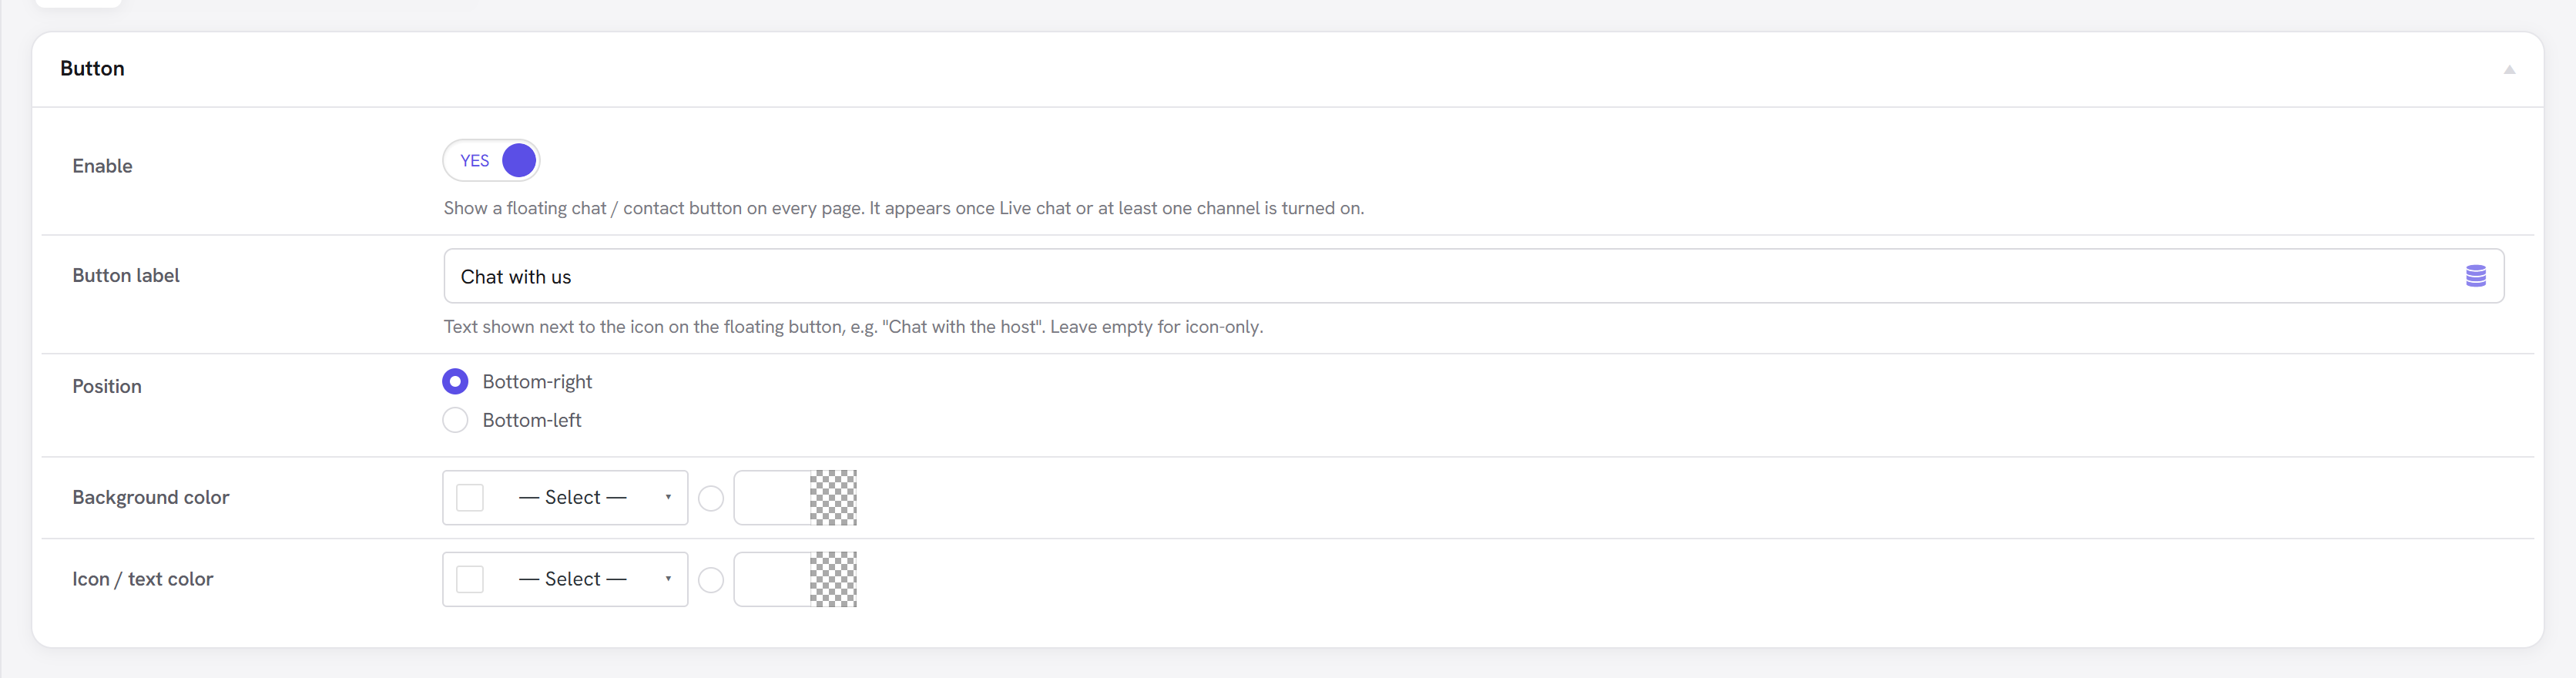 Button
Enable
YES
Show a floating chat / contact button on every page. It appears once Live chat or at least one channel is turned on.
Button label
Chat with us
Text shown next to the icon on the floating button, e.g. "Chat with the host". Leave empty for icon-only.
Position
Bottom-right
Bottom-left
Background color
— Select —
Icon / text color
— Select —